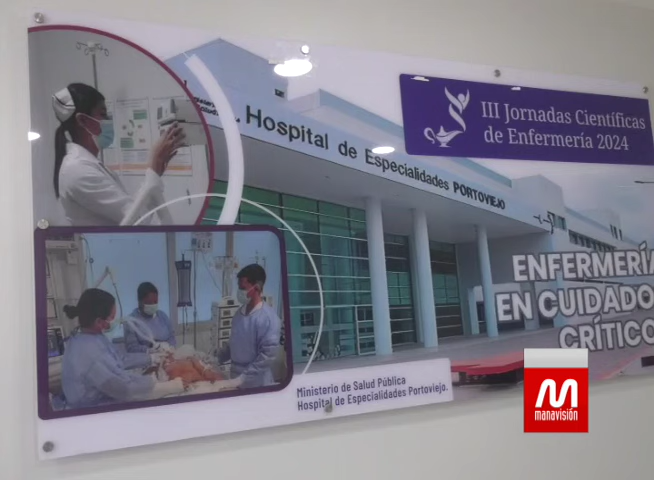 III Jornadas Científicas
de Enfermería 2024
Hospital de Especialidades PORTOVIEJO
ENFERMERÍA
EN CUIDADO
CRÍTICO
Ministerio de Salud Pública
Hospital de Especialidades Portoviejo.
manavisión